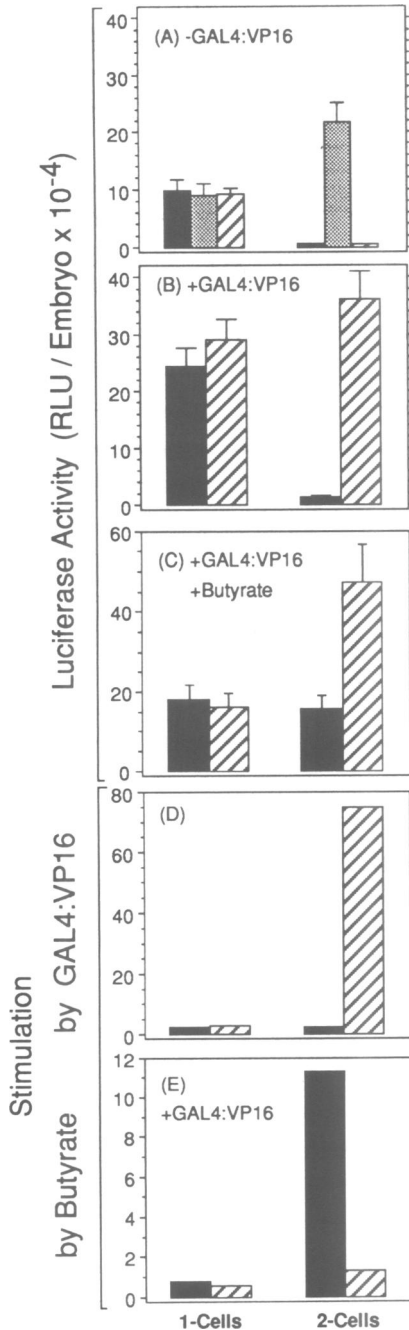 Luciferase Activity (RLU / Embryo x 10-4)
40
30
20
10
0
(A) -GAL4:VP16
40
30
20
10
0
(B) +GAL4:VP16
60
40
20
0
(C) +GAL4:VP16
+Butyrate
Stimulation
by GAL4:VP16
80
60
40
20
0
(D)
by Butyrate
12
10
8
6
4
2
0
(E)
+GAL4:VP16
1-Cells
2-Cells